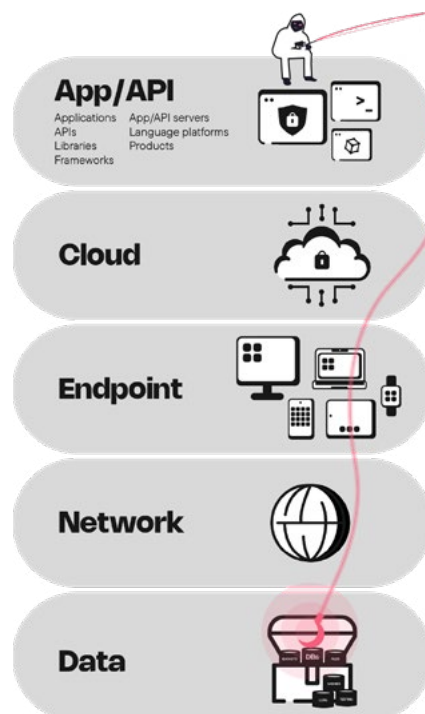 App/API
Applications App/API servers
APIs Language platforms
Libraries Products
Frameworks
>_
Cloud
Endpoint
Network
DBs
Data